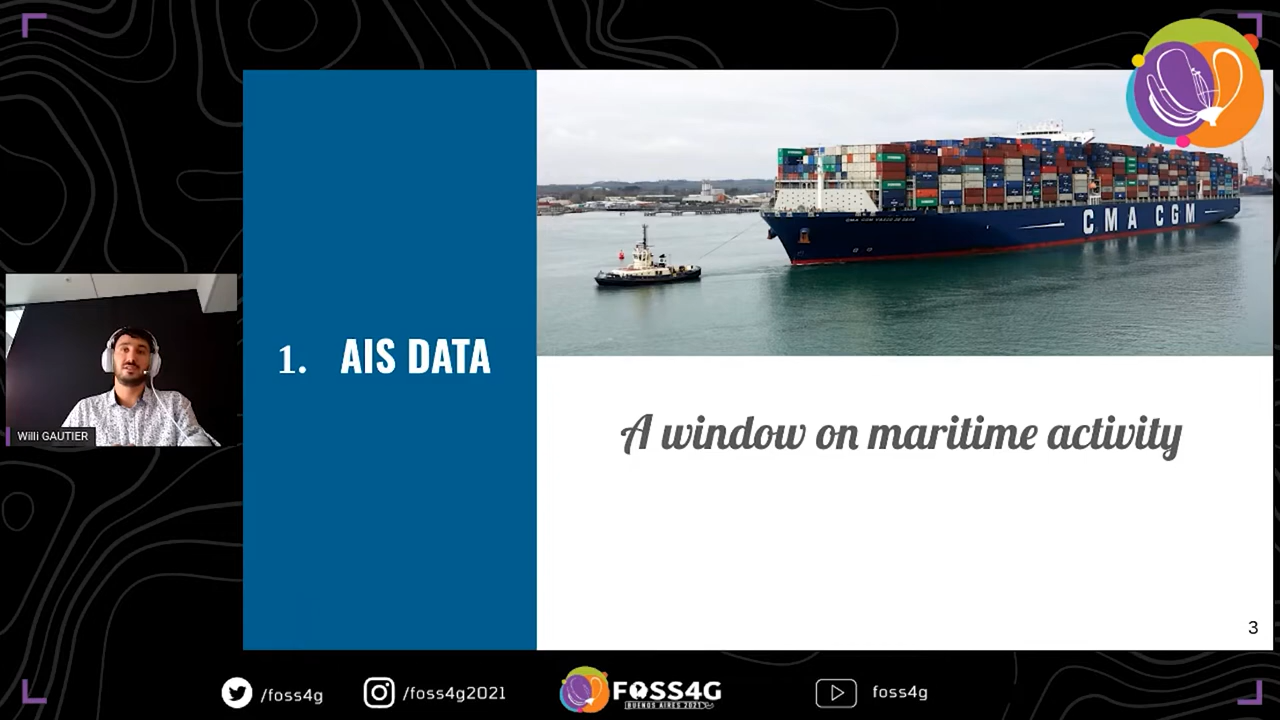 CMA CGM
1. AIS DATA
A window on maritime activity
Willi GAUTIER
3
/foss4g
/foss4g2021
FOSS4G
BUENOS AIRES 2021
foss4g